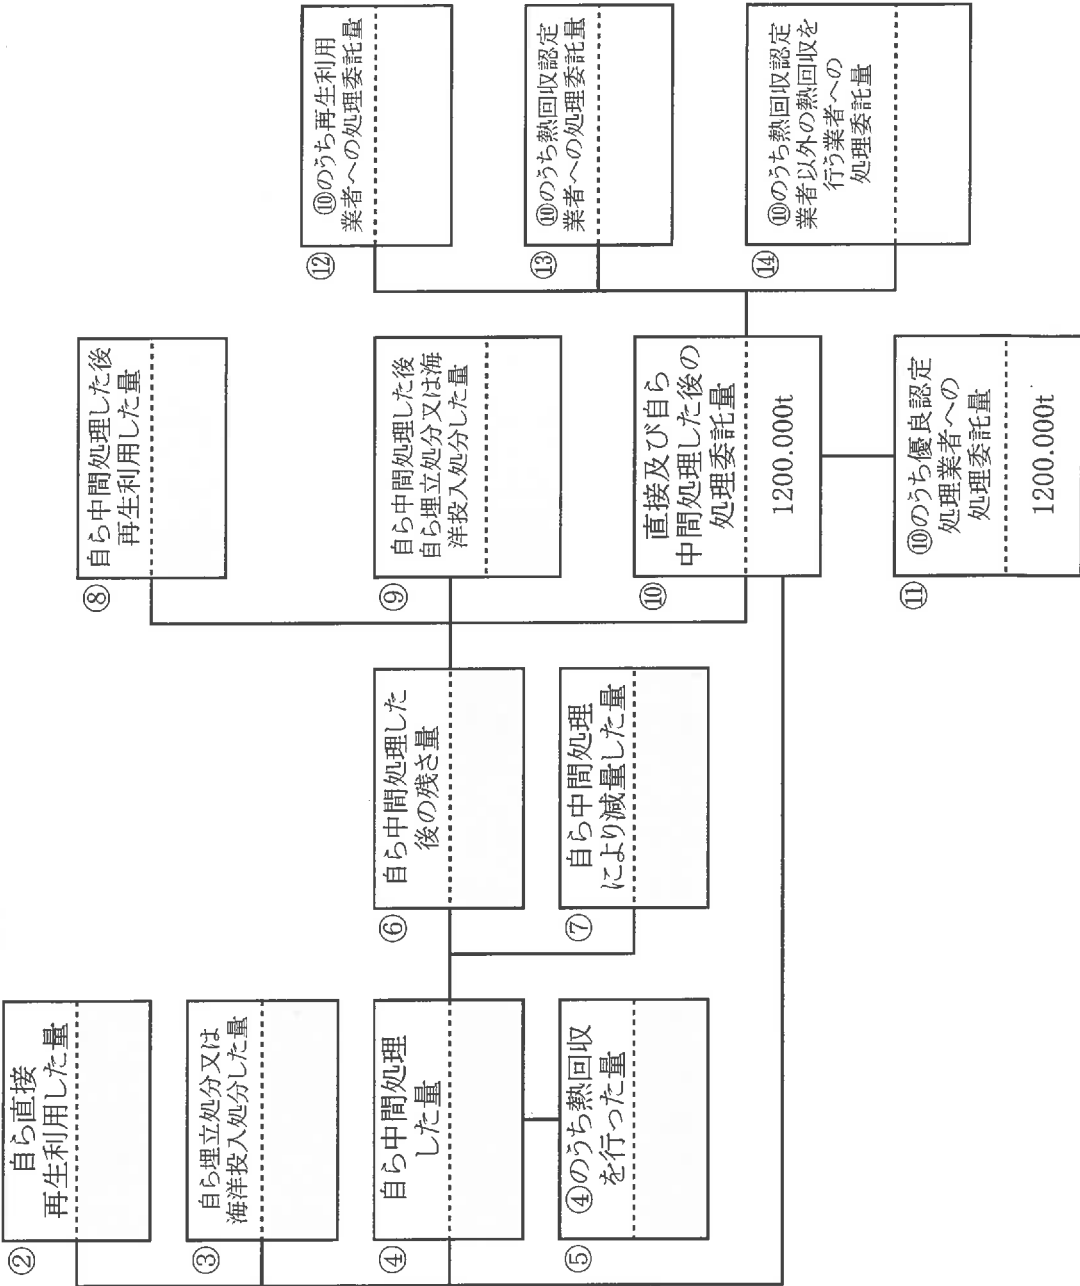 ②
自ら直接
再生利用した量
③
自ら埋立処分又は
海洋投入処分した量
④
自ら中間処理
した量
⑤
④のうち熱回収
を行った量
⑥
自ら中間処理した
後の残さ量
⑦
自ら中間処理
により減量した量
⑧
自ら中間処理した後
再生利用した量
⑨
自ら中間処理した後
自ら埋立処分又は海
洋投入処分した量
⑩
直接及び自ら
中間処理した後の
処理委託量
1200.000t
⑪
⑩のうち優良認定
処理業者への
処理委託量
1200.000t
⑫
⑩のうち再生利用
業者への処理委託量
⑬
⑩のうち熱回収認定
業者への処理委託量
⑭
⑩のうち熱回収認定
業者以外の熱回収を
行う業者への
処理委託量